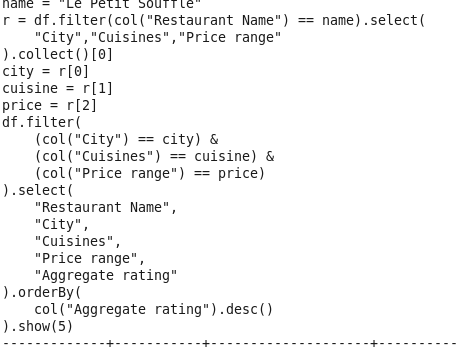 name = "Le Petit Souffle"
r = df.filter(col("Restaurant Name") == name).select(
    "City","Cuisines","Price range"
).collect()[0]
city = r[0]
cuisine = r[1]
price = r[2]
df.filter(
    (col("City") == city) &
    (col("Cuisines") == cuisine) &
    (col("Price range") == price)
).select(
    "Restaurant Name",
    "City",
    "Cuisines",
    "Price range",
    "Aggregate rating"
).orderBy(
    col("Aggregate rating").desc()
).show(5)
-------------+-----------+--------------------+----------